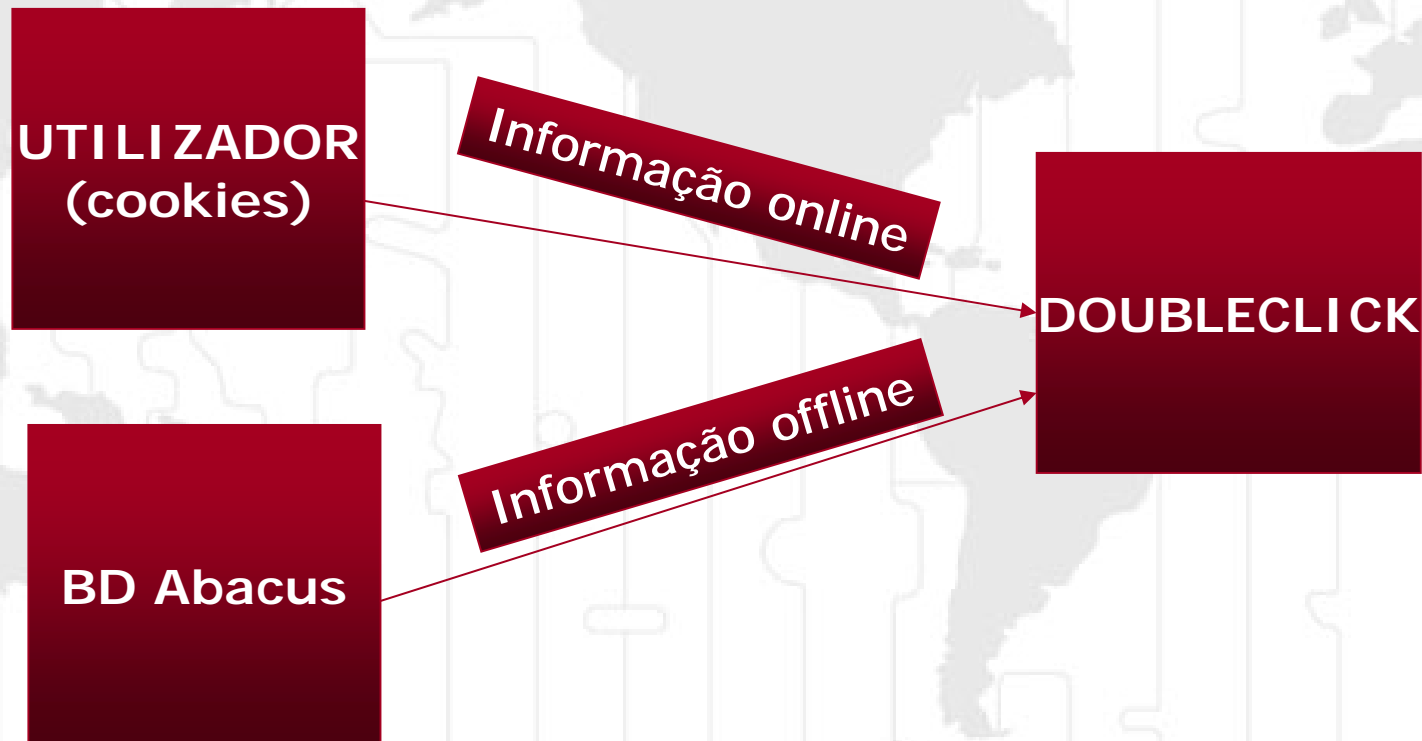 UTILIZADOR
(cookies)
Informação online
DOUBLECLICK
Informação offline
BD Abacus